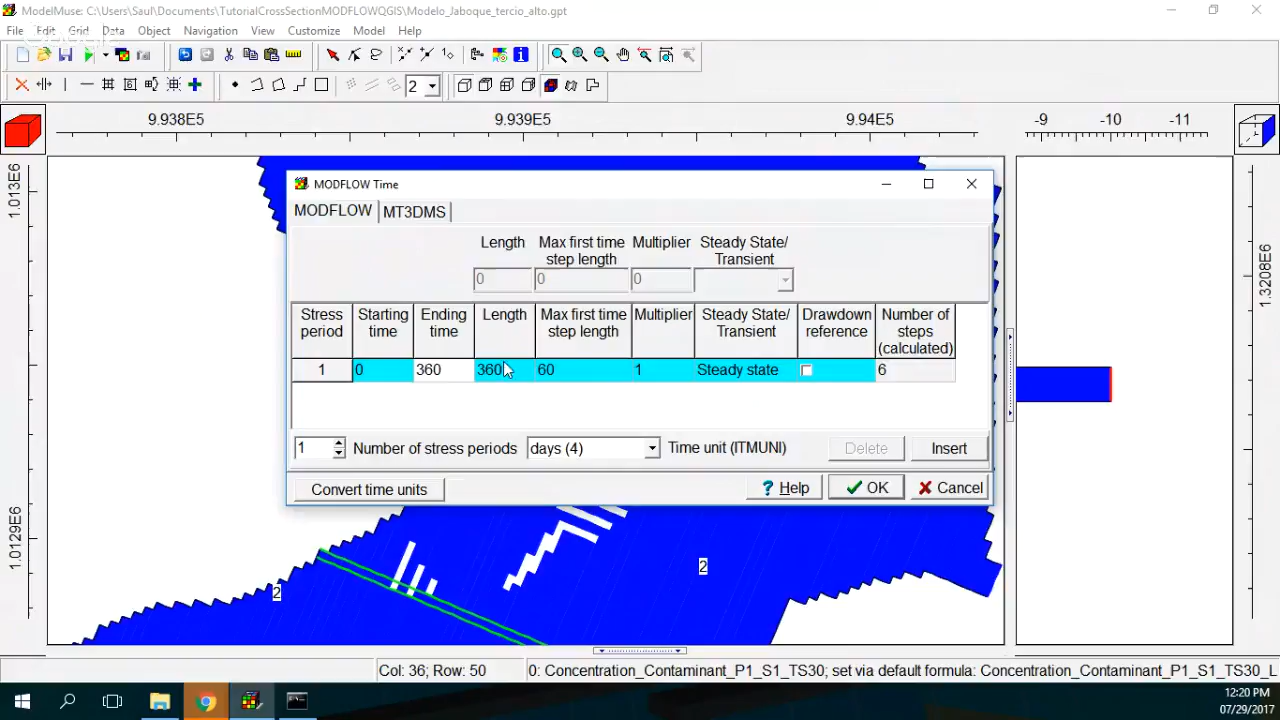 ModelMuse: C:\Users\Saul\Documents\TutorialCrossSectionMODFLOWQGIS\Modelo_Jaboque_tercio_alto.gpt
File Edit Grid Data Object Navigation View Customize Model Help
2
9.938E5 9.939E5 9.94E5 -9 -10 -11
1.013E6
1.0129E6
1.3208E6
MODFLOW Time
MODFLOW MT3DMS
Length Max first time step length Multiplier Steady State/ Transient
0 0 0
Stress period Starting time Ending time Length Max first time step length Multiplier Steady State/ Transient Drawdown reference Number of steps (calculated)
1 0 360 360 60 1 Steady state 6
1 Number of stress periods days (4) Time unit (ITMUNI) Delete Insert
Convert time units ? Help OK Cancel
2
2
Col: 36; Row: 50 0: Concentration_Contaminant_P1_S1_TS30; set via default formula: Concentration_Contaminant_P1_S1_TS30_L
12:20 PM
07/29/2017